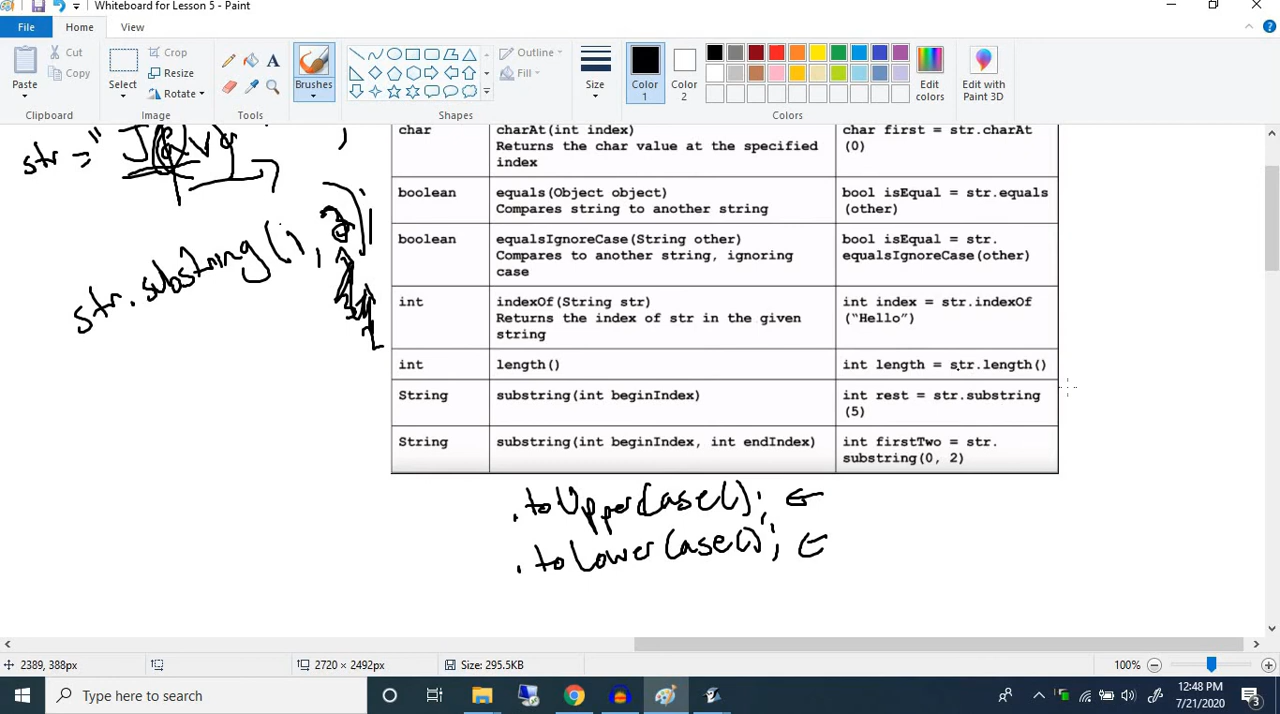 Whiteboard for Lesson 5 - Paint
File
Home
View
Paste
Cut
Copy
Clipboard
Select
Crop
Resize
Rotate
Image
Tools
Brushes
Shapes
Outline
Fill
Size
Color 1
Color 2
Edit colors
Edit with Paint 3D
Colors
str = "Java" ;
str.substring(1,
char
charAt(int index)
Returns the char value at the specified
index
char first = str.charAt
(0)
boolean
equals(Object object)
Compares string to another string
bool isEqual = str.equals
(other)
boolean
equalsIgnoreCase(String other)
Compares to another string, ignoring
case
bool isEqual = str.
equalsIgnoreCase(other)
int
indexOf(String str)
Returns the index of str in the given
string
int index = str.indexOf
(“Hello”)
int
length()
int length = str.length()
String
substring(int beginIndex)
int rest = str.substring
(5)
String
substring(int beginIndex, int endIndex)
int firstTwo = str.
substring(0, 2)
.toUpperCase(); ←
.toLowerCase(); ←
2389, 388px
2720 × 2492px
Size: 295.5KB
100%
Type here to search
12:48 PM
7/21/2020
3